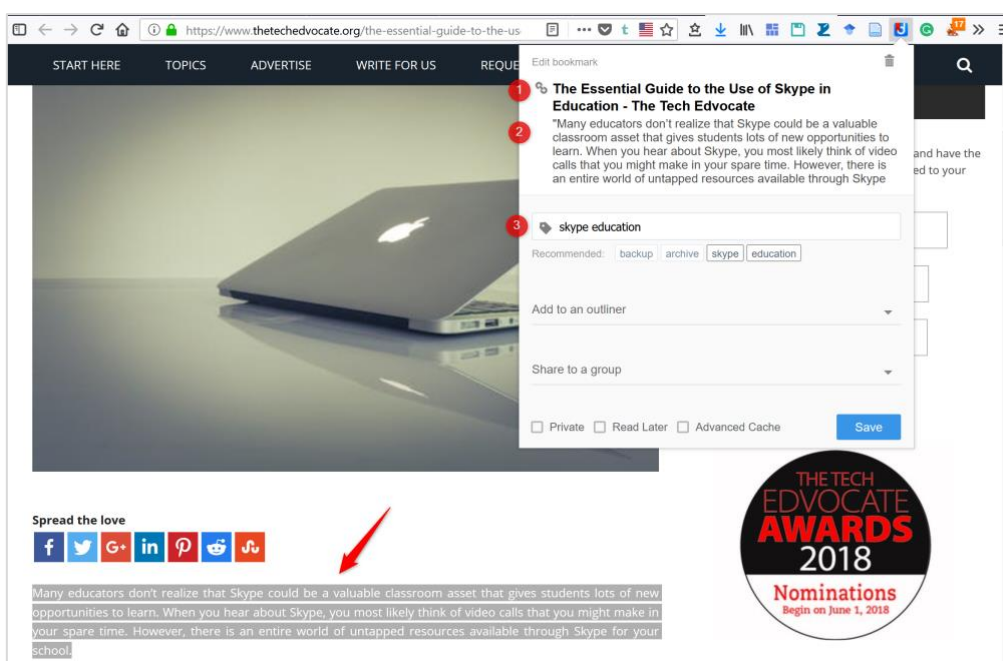 https://www.thetechedvocate.org/the-essential-guide-to-the-us
17
START HERE
TOPICS
ADVERTISE
WRITE FOR US
REQUE
Edit bookmark
1
The Essential Guide to the Use of Skype in
Education - The Tech Edvocate
2
"Many educators don't realize that Skype could be a valuable
classroom asset that gives students lots of new opportunities to
learn. When you hear about Skype, you most likely think of video
calls that you might make in your spare time. However, there is
an entire world of untapped resources available through Skype
and have the
ed to your
3
skype education
Recommended: backup archive skype education
Add to an outliner
Share to a group
Private Read Later Advanced Cache Save
THE TECH
EDVOCATE
AWARDS
2018
Nominations
Begin on June 1, 2018
Spread the love
Many educators don't realize that Skype could be a valuable classroom asset that gives students lots of new
opportunities to learn. When you hear about Skype, you most likely think of video calls that you might make in
your spare time. However, there is an entire world of untapped resources available through Skype for your
school.